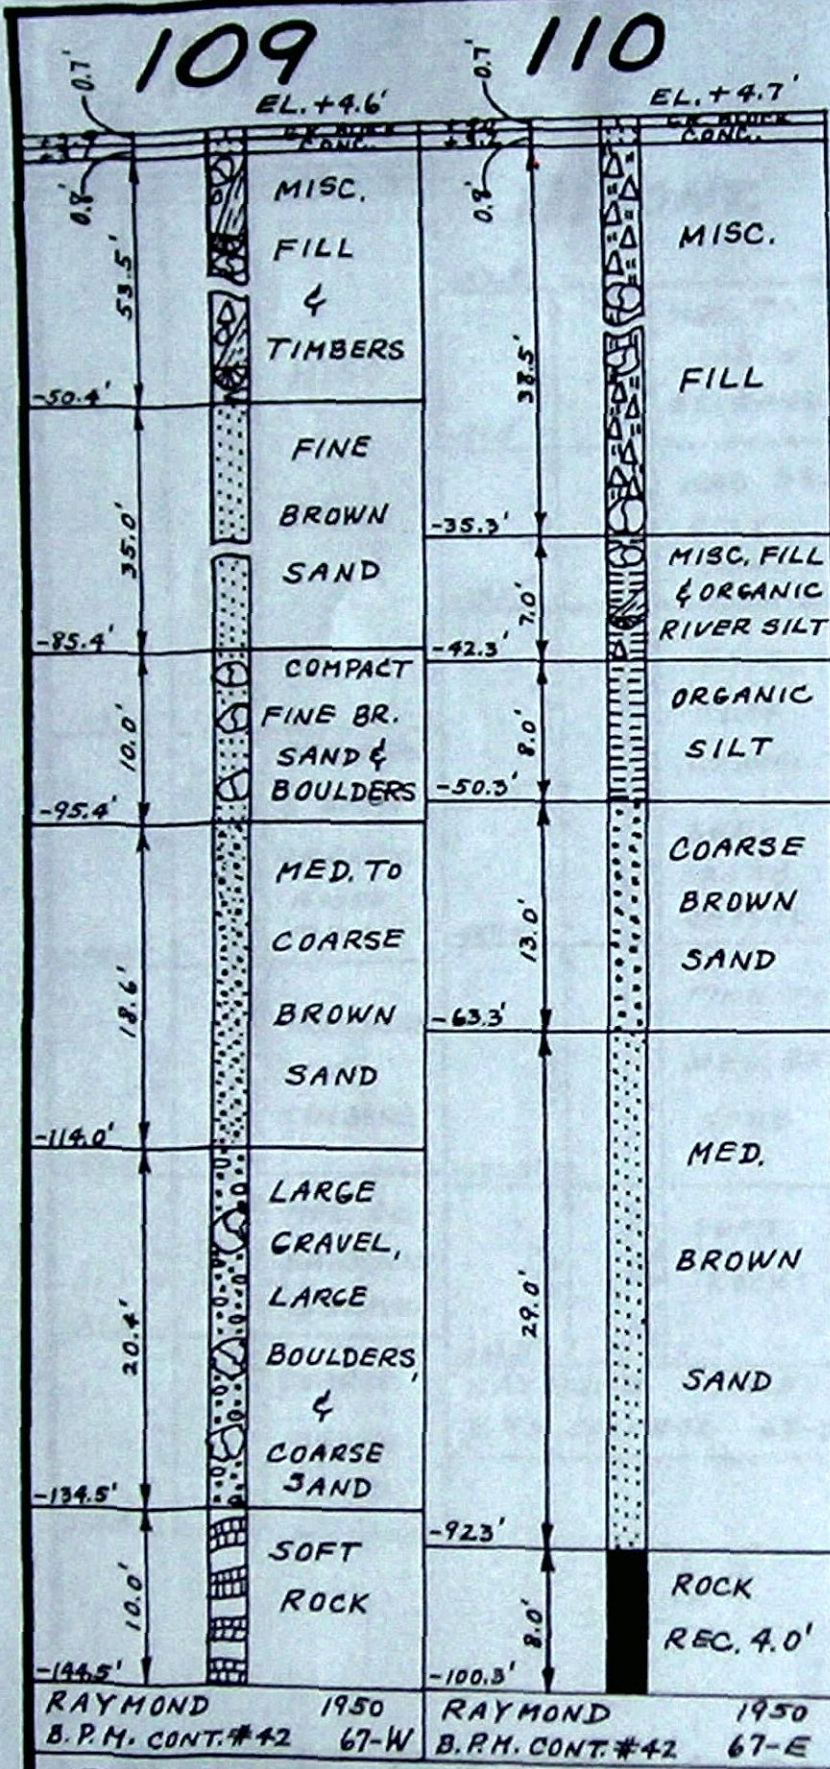 109
EL. +4.6'
0.7'
GR. BLOCK
CONC.
0.8'
MISC.
FILL
&
TIMBERS
53.5'
-50.4'
FINE
BROWN
SAND
35.0'
-85.4'
COMPACT
FINE BR.
SAND &
BOULDERS
10.0'
-95.4'
MED. TO
COARSE
BROWN
SAND
18.6'
-114.0'
LARGE
GRAVEL,
LARGE
BOULDERS,
&
COARSE
SAND
20.4'
-134.5'
SOFT
ROCK
10.0'
-144.5'
RAYMOND 1950
B.P.M. CONT. #42 67-W
110
EL. +4.7'
0.7'
GR. BLOCK
CONC.
0.8'
MISC.
FILL
38.5'
-35.3'
MISC. FILL
& ORGANIC
RIVER SILT
7.0'
-42.3'
ORGANIC
SILT
8.0'
-50.3'
COARSE
BROWN
SAND
13.0'
-63.3'
MED.
BROWN
SAND
29.0'
-92.3'
ROCK
REC. 4.0'
8.0'
-100.3'
RAYMOND 1950
B.P.M. CONT. #42 67-E